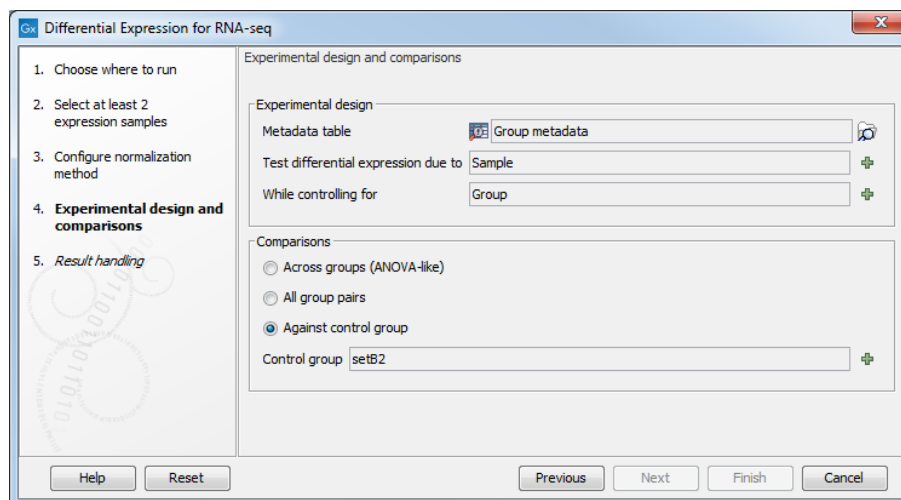 Gx Differential Expression for RNA-seq
1. Choose where to run
2. Select at least 2
expression samples
3. Configure normalization
method
4. Experimental design and
comparisons
5. Result handling
Experimental design and comparisons
Experimental design
Metadata table Group metadata
Test differential expression due to Sample
While controlling for Group
Comparisons
Across groups (ANOVA-like)
All group pairs
Against control group
Control group setB2
Help Reset Previous Next Finish Cancel